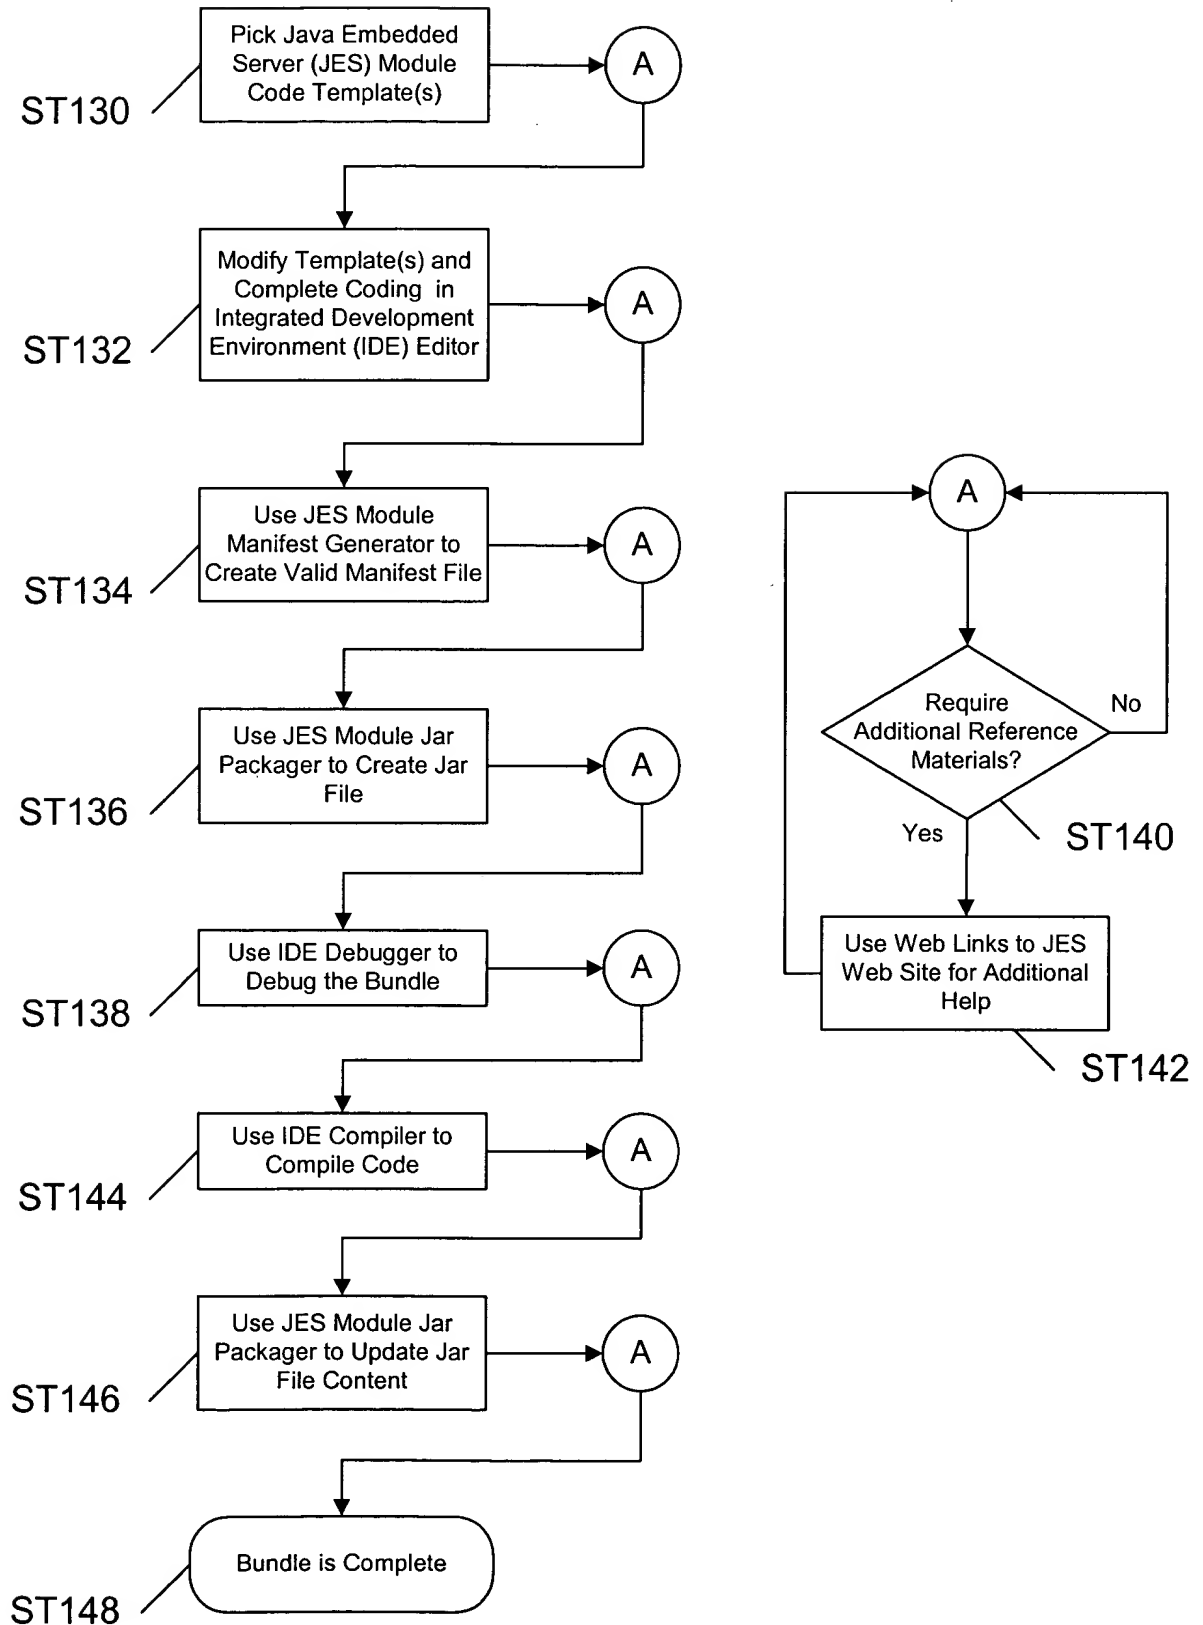 Pick Java Embedded
Server (JES) Module
Code Template(s)
A
ST130
Modify Template(s) and
Complete Coding in
Integrated Development
Environment (IDE) Editor
A
ST132
Use JES Module
Manifest Generator to
Create Valid Manifest File
A
ST134
Use JES Module Jar
Packager to Create Jar
File
A
ST136
Use IDE Debugger to
Debug the Bundle
A
ST138
Use IDE Compiler to
Compile Code
A
ST144
Use JES Module Jar
Packager to Update Jar
File Content
A
ST146
Bundle is Complete
ST148
A
Require
Additional Reference
Materials?
No
Yes
ST140
Use Web Links to JES
Web Site for Additional
Help
ST142